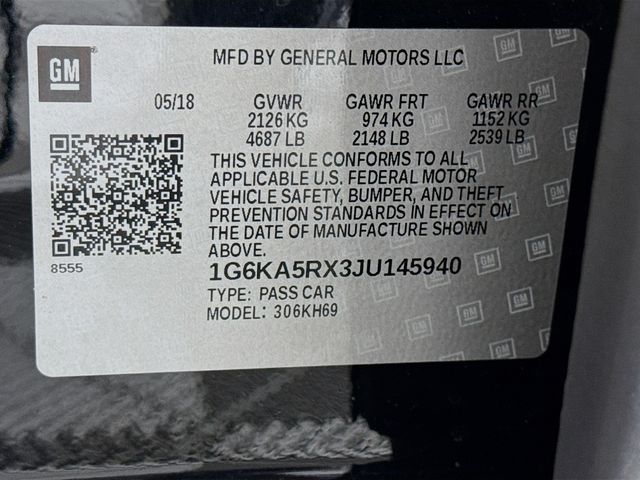 GM
MFD BY GENERAL MOTORS LLC
05/18 GVWR GAWR FRT GAWR RR
2126 KG 974 KG 1152 KG
4687 LB 2148 LB 2539 LB
THIS VEHICLE CONFORMS TO ALL
APPLICABLE U.S. FEDERAL MOTOR
VEHICLE SAFETY, BUMPER, AND THEFT
PREVENTION STANDARDS IN EFFECT ON
THE DATE OF MANUFACTURE SHOWN
ABOVE.
8555
1G6KA5RX3JU145940
TYPE: PASS CAR
MODEL: 306KH69